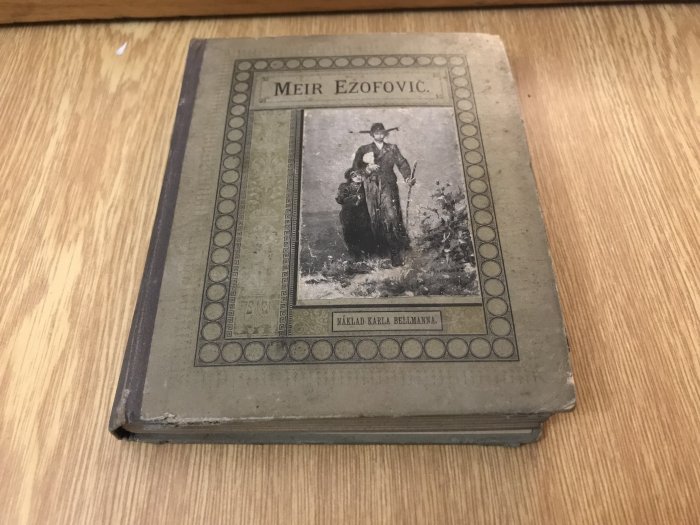 MEIR EŽOFOVIČ.
NÁKLAD KARLA BELLMANNA.